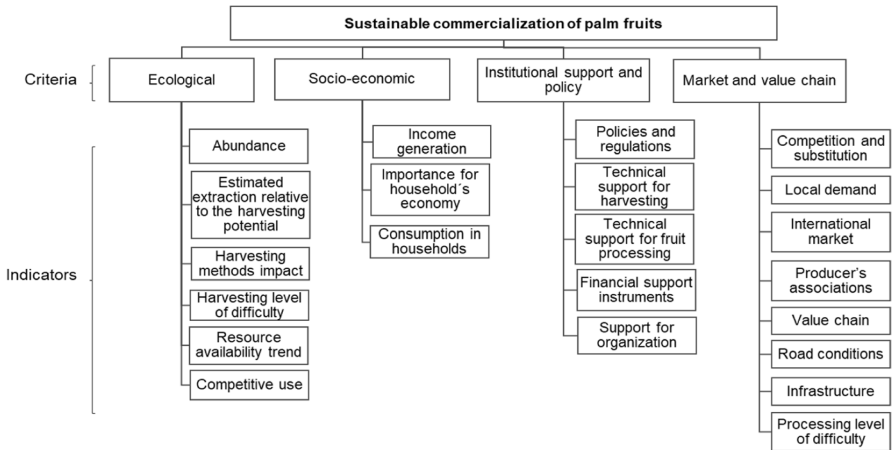 Sustainable commercialization of palm fruits
Criteria
Ecological
Socio-economic
Institutional support and
policy
Market and value chain
Indicators
Abundance
Estimated
extraction relative
to the harvesting
potential
Harvesting
methods impact
Harvesting level
of difficulty
Resource
availability trend
Competitive use
Income
generation
Importance for
household´s
economy
Consumption in
households
Policies and
regulations
Technical
support for
harvesting
Technical
support for fruit
processing
Financial support
instruments
Support for
organization
Competition and
substitution
Local demand
International
market
Producer's
associations
Value chain
Road conditions
Infrastructure
Processing level
of difficulty